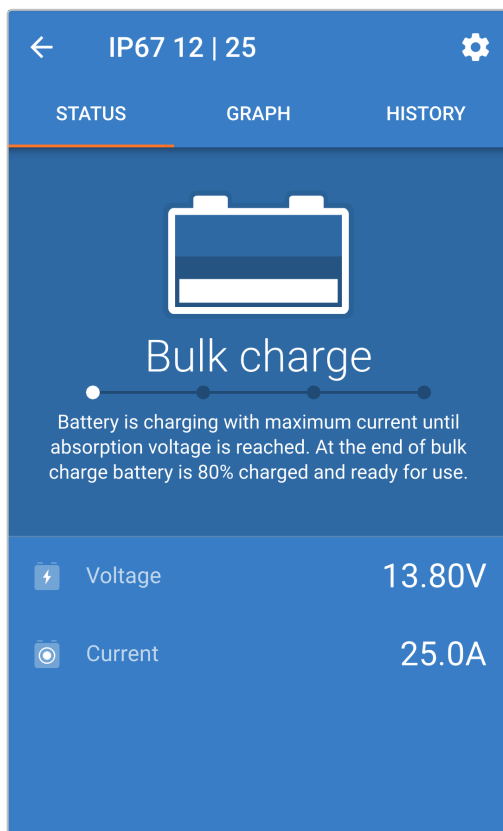 IP67 12 | 25
STATUS GRAPH HISTORY
Bulk charge
Battery is charging with maximum current until
absorption voltage is reached. At the end of bulk
charge battery is 80% charged and ready for use.
Voltage 13.80V
Current 25.0A